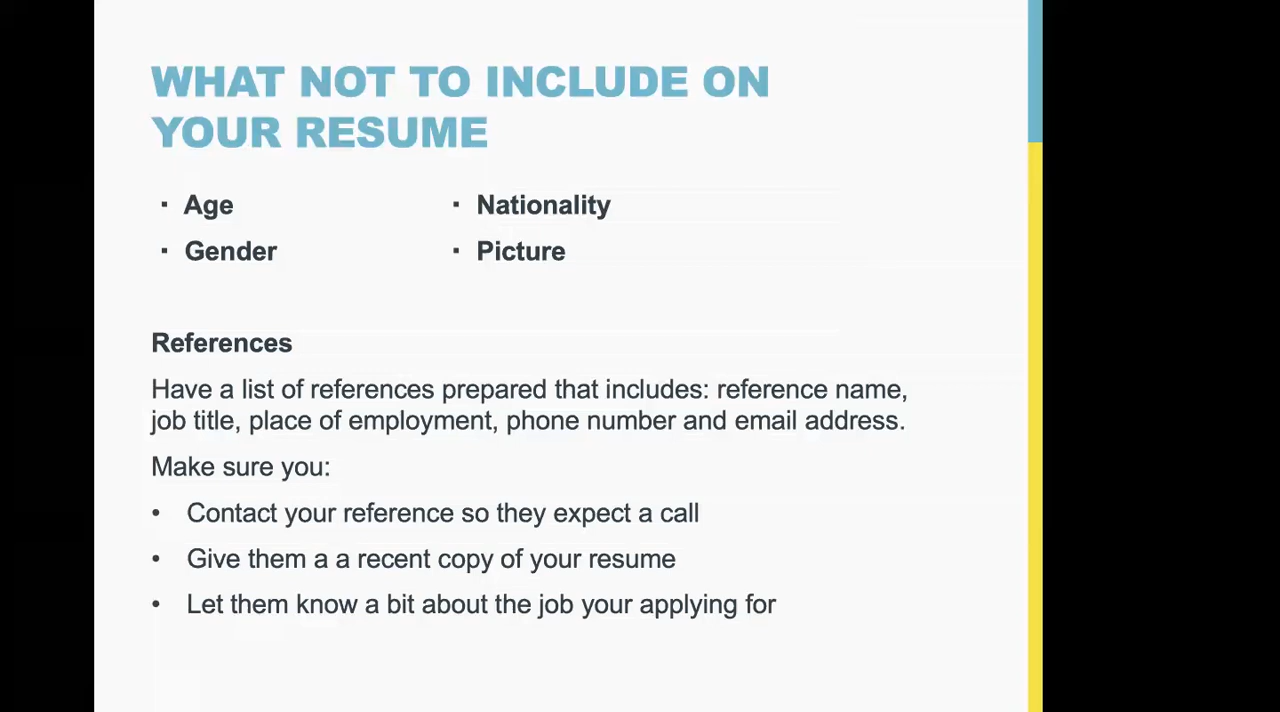 WHAT NOT TO INCLUDE ON
YOUR RESUME
▪ Age
▪ Gender
▪ Nationality
▪ Picture
References
Have a list of references prepared that includes: reference name,
job title, place of employment, phone number and email address.
Make sure you:
• Contact your reference so they expect a call
• Give them a a recent copy of your resume
• Let them know a bit about the job your applying for